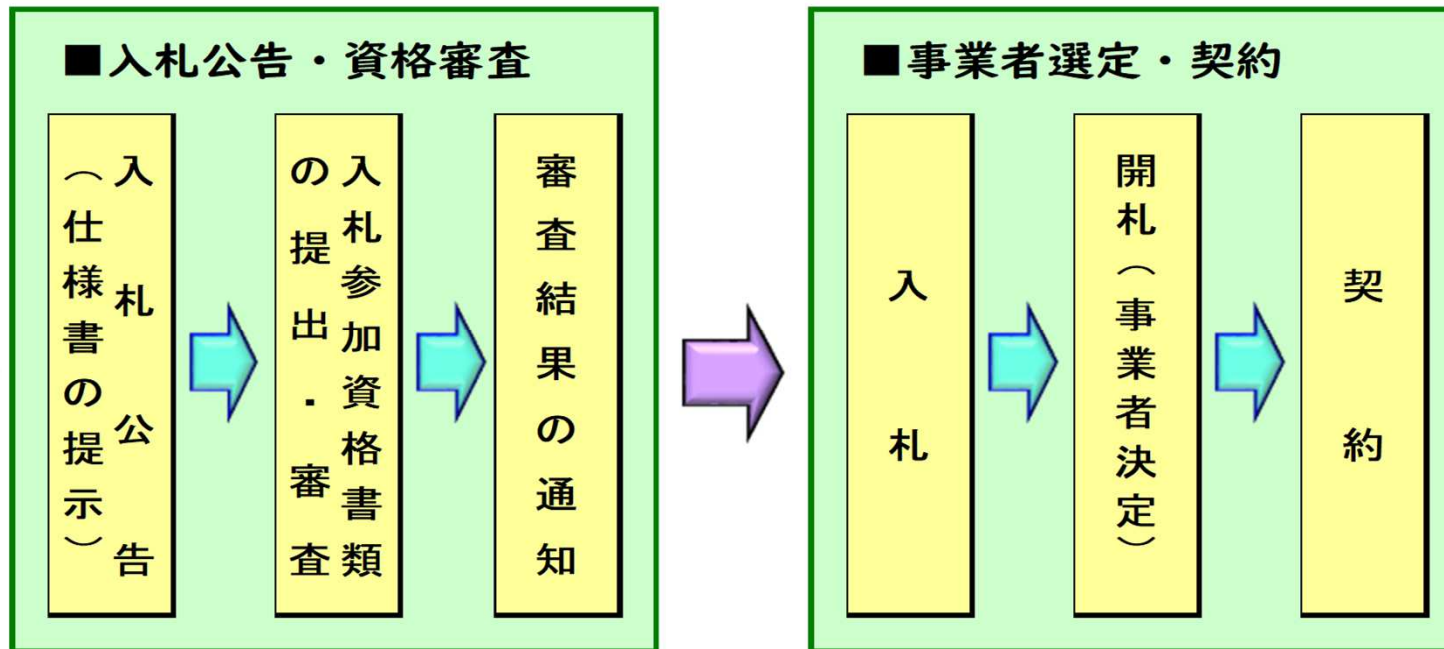 ■入札公告・資格審査
入札公告
（仕様書の提示）
入札参加資格書類
の提出・審査
審査結果の通知
■事業者選定・契約
入札
開札（事業者決定）
契約